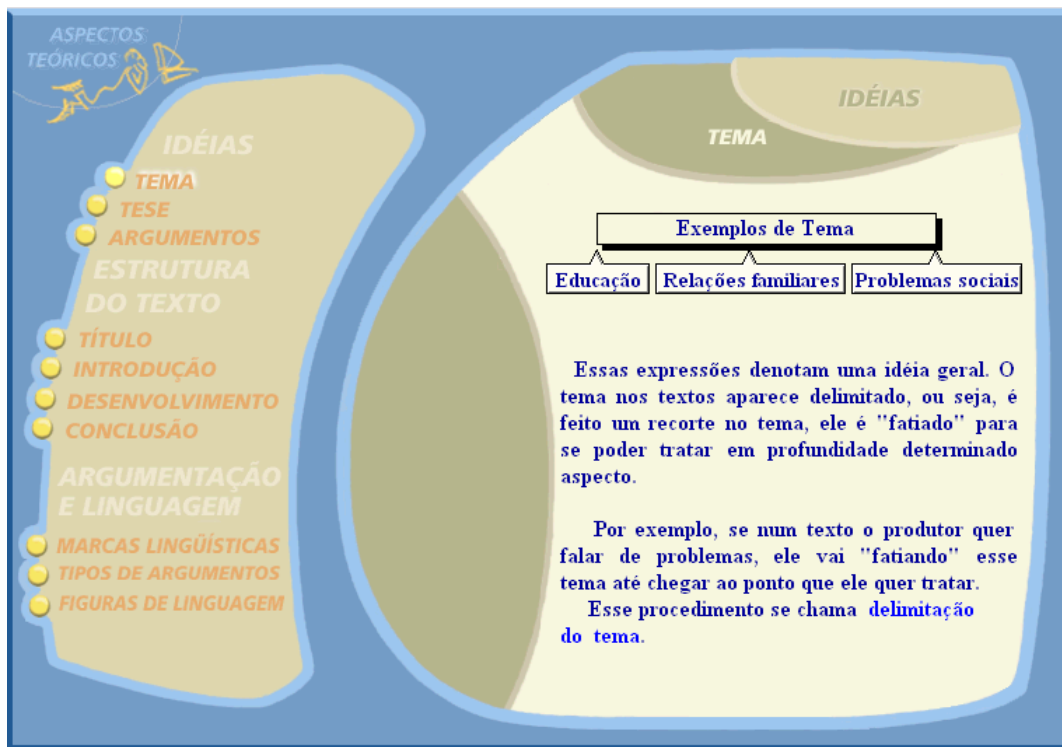 ASPECTOS
TEÓRICOS
IDÉIAS
TEMA
TESE
ARGUMENTOS
ESTRUTURA
DO TEXTO
TÍTULO
INTRODUÇÃO
DESENVOLVIMENTO
CONCLUSÃO
ARGUMENTAÇÃO
E LINGUAGEM
MARCAS LINGÜÍSTICAS
TIPOS DE ARGUMENTOS
FIGURAS DE LINGUAGEM
IDÉIAS
TEMA
Exemplos de Tema
Educação Relações familiares Problemas sociais
Essas expressões denotam uma idéia geral. O
tema nos textos aparece delimitado, ou seja, é
feito um recorte no tema, ele é "fatiado" para
se poder tratar em profundidade determinado
aspecto.
Por exemplo, se num texto o produtor quer
falar de problemas, ele vai "fatiando" esse
tema até chegar ao ponto que ele quer tratar.
Esse procedimento se chama delimitação
do tema.